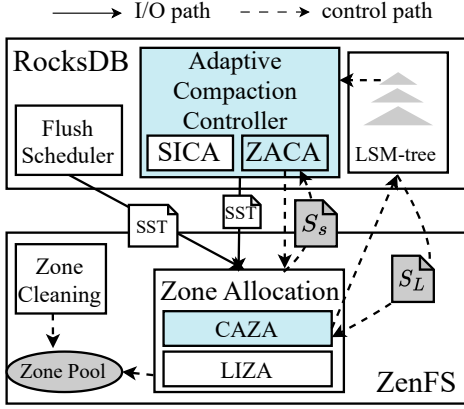 I/O path
control path
RocksDB
Adaptive
Compaction
Controller
SICA
ZACA
Flush
Scheduler
LSM-tree
SST
SST
S_s
S_L
Zone
Cleaning
Zone Allocation
CAZA
LIZA
Zone Pool
ZenFS